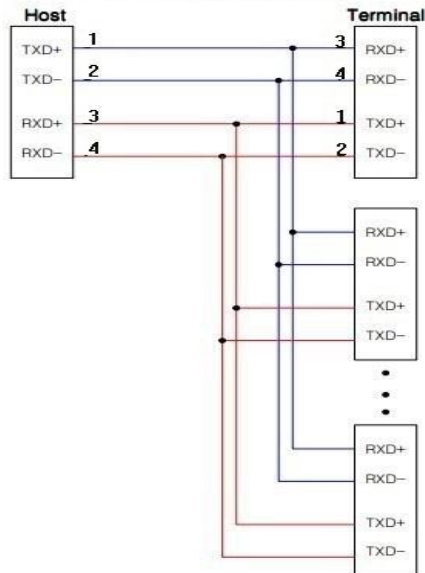 Host Terminal
TXD+ 1 3 RXD+
TXD− 2 4 RXD−
RXD+ 3 1 TXD+
RXD− 4 2 TXD−
RXD+
RXD−
TXD+
TXD−
RXD+
RXD−
TXD+
TXD−